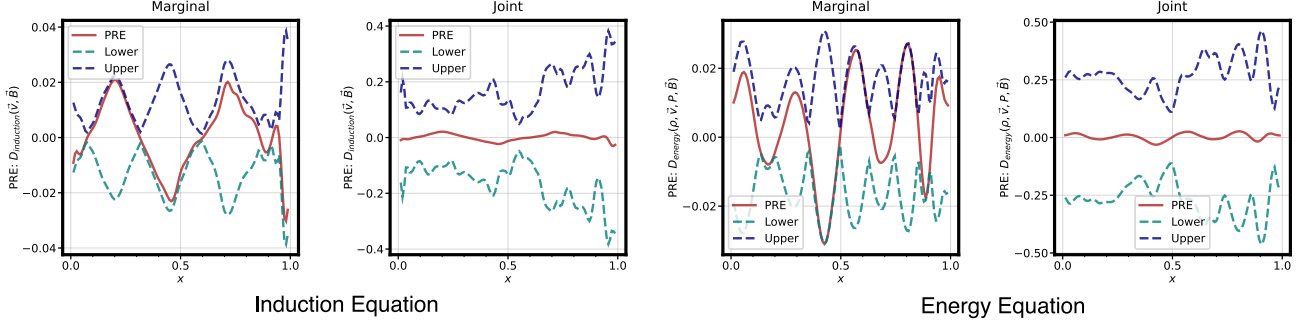 Marginal
PRE: D_Induction(v⃗, B⃗)
0.04
0.02
0.00
−0.02
−0.04
PRE
Lower
Upper
0.0 0.5 1.0
x
Joint
PRE: D_Induction(v⃗, B⃗)
0.4
0.2
0.0
−0.2
−0.4
PRE
Lower
Upper
0.0 0.5 1.0
x
Induction Equation
Marginal
PRE: D_energy(ρ, v⃗, P, B⃗)
0.02
0.00
−0.02
PRE
Lower
Upper
0.0 0.5 1.0
x
Joint
PRE: D_energy(ρ, v⃗, P, B⃗)
0.50
0.25
0.00
−0.25
−0.50
PRE
Lower
Upper
0.0 0.5 1.0
x
Energy Equation